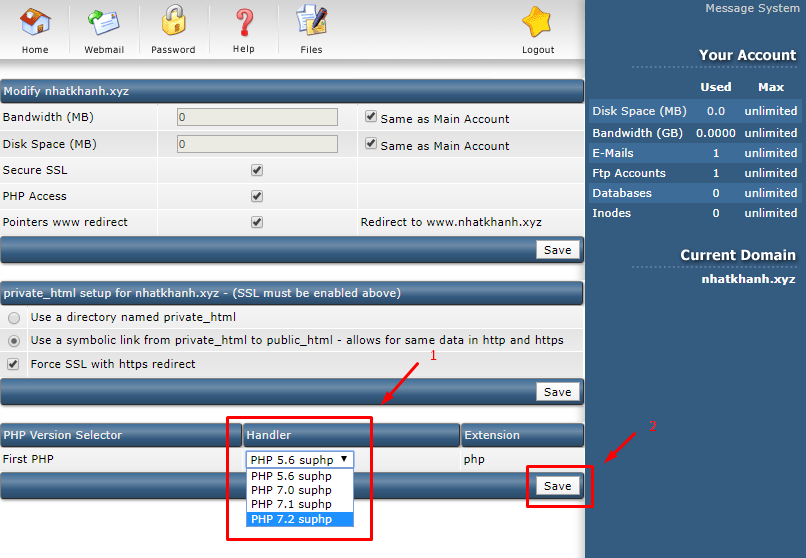 Home Webmail Password Help Files Logout
Modify nhatkhanh.xyz
Bandwidth (MB) 0 Same as Main Account
Disk Space (MB) 0 Same as Main Account
Secure SSL
PHP Access
Pointers www redirect Redirect to www.nhatkhanh.xyz
Save
private_html setup for nhatkhanh.xyz - (SSL must be enabled above)
Use a directory named private_html
Use a symbolic link from private_html to public_html - allows for same data in http and https
Force SSL with https redirect
1
Save
PHP Version Selector Handler Extension
First PHP PHP 5.6 suphp php
PHP 5.6 suphp
PHP 7.0 suphp
PHP 7.1 suphp
PHP 7.2 suphp
2
Save
Message System
Your Account
Used Max
Disk Space (MB) 0.0 unlimited
Bandwidth (GB) 0.0000 unlimited
E-Mails 1 unlimited
Ftp Accounts 1 unlimited
Databases 0 unlimited
Inodes 0 unlimited
Current Domain
nhatkhanh.xyz